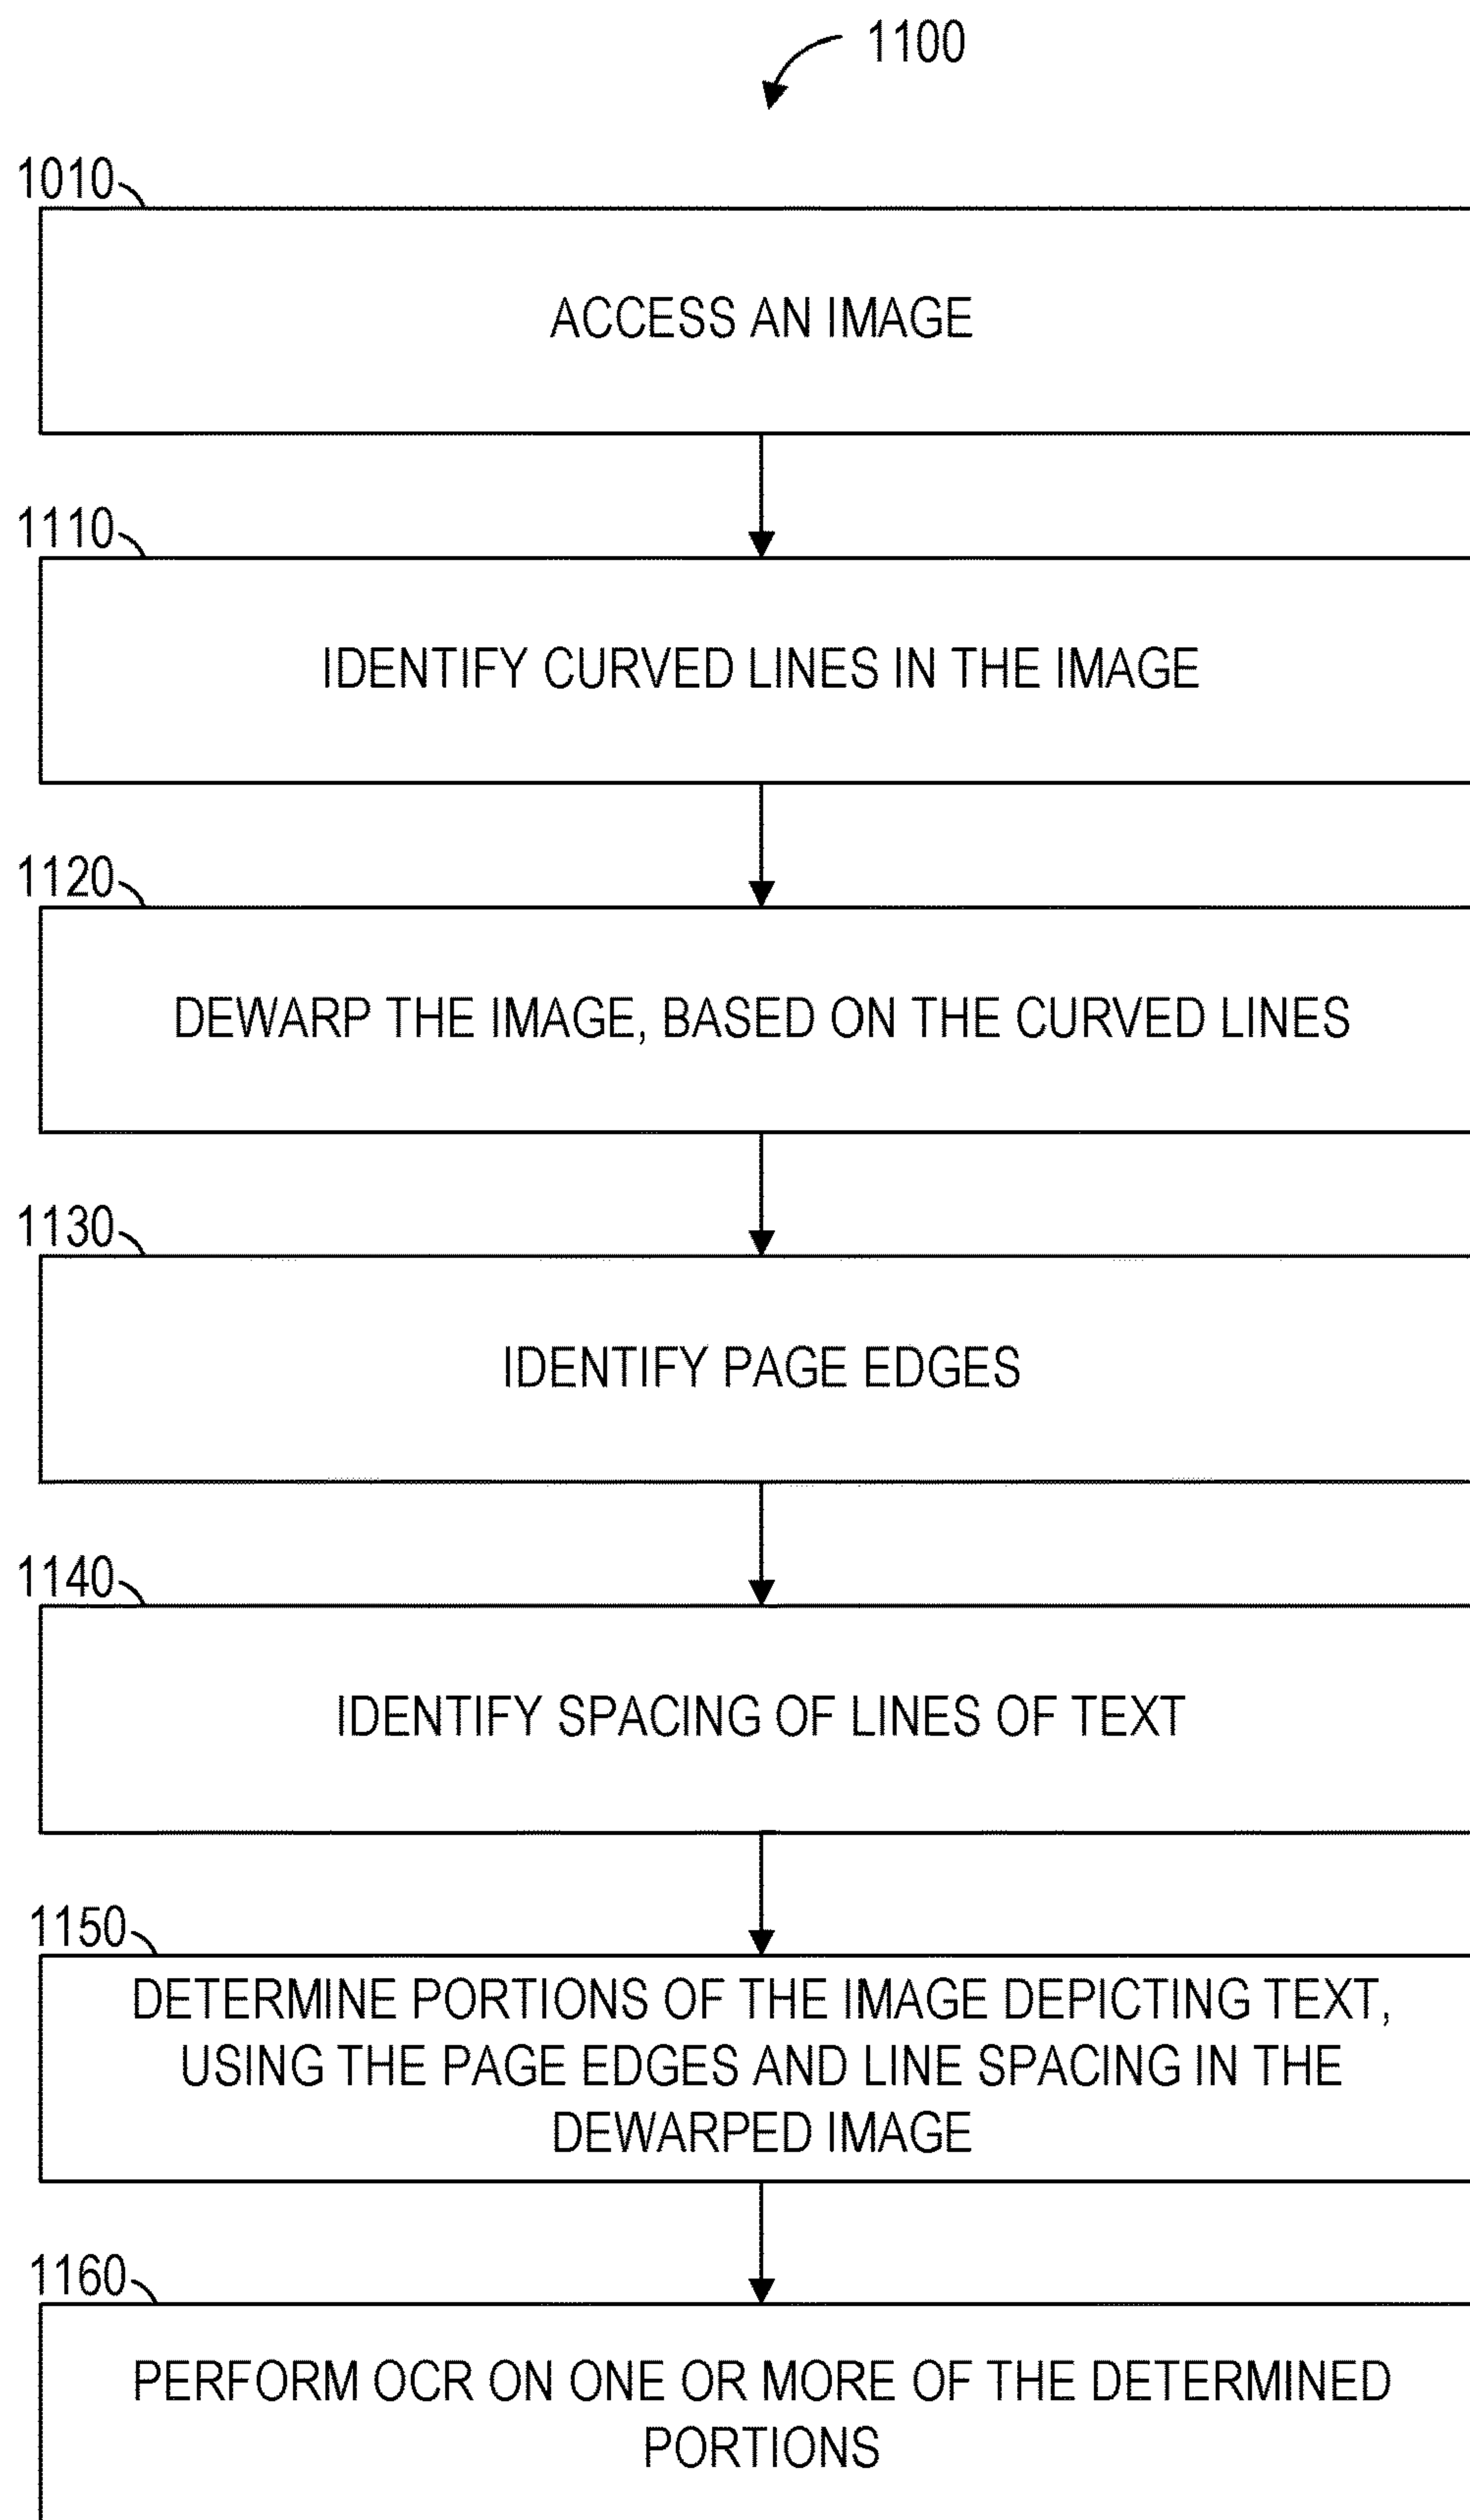 1100
1010
ACCESS AN IMAGE
1110
IDENTIFY CURVED LINES IN THE IMAGE
1120
DEWARP THE IMAGE, BASED ON THE CURVED LINES
1130
IDENTIFY PAGE EDGES
1140
IDENTIFY SPACING OF LINES OF TEXT
1150
DETERMINE PORTIONS OF THE IMAGE DEPICTING TEXT,
USING THE PAGE EDGES AND LINE SPACING IN THE
DEWARPED IMAGE
1160
PERFORM OCR ON ONE OR MORE OF THE DETERMINED
PORTIONS